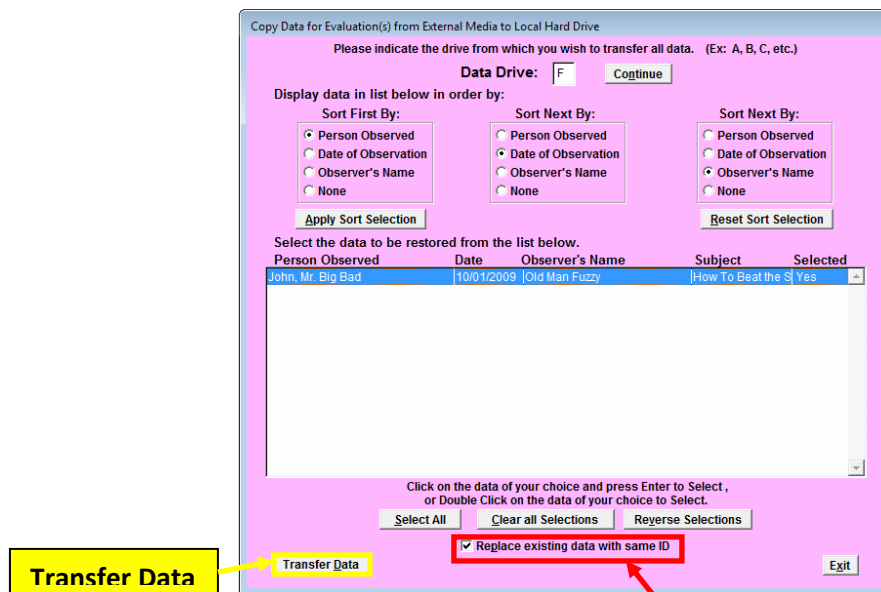 Copy Data for Evaluation(s) from External Media to Local Hard Drive
Please indicate the drive from which you wish to transfer all data. (Ex: A, B, C, etc.)
Data Drive: F Continue
Display data in list below in order by:
Sort First By: Sort Next By: Sort Next By:
Person Observed Person Observed Person Observed
Date of Observation Date of Observation Date of Observation
Observer's Name Observer's Name Observer's Name
None None None
Apply Sort Selection Reset Sort Selection
Select the data to be restored from the list below.
Person Observed Date Observer's Name Subject Selected
John, Mr. Big Bad 10/01/2009 Old Man Fuzzy How To Beat the S Yes
Click on the data of your choice and press Enter to Select ,
or Double Click on the data of your choice to Select.
Select All Clear all Selections Reverse Selections
Replace existing data with same ID
Transfer Data Transfer Data Exit